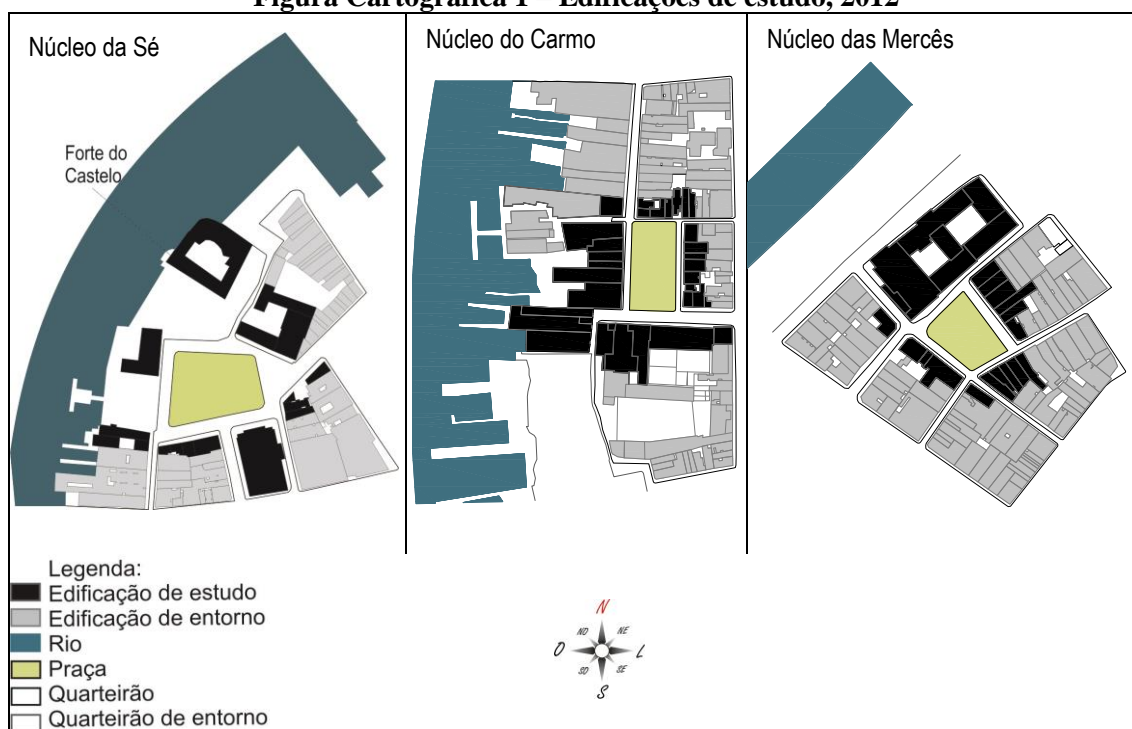 Figura Cartográfica 1 – Edificações de estudo, 2012
Núcleo da Sé
Núcleo do Carmo
Núcleo das Mercês
Forte do
Castelo
Legenda:
Edificação de estudo
Edificação de entorno
Rio
Praça
Quarteirão
Quarteirão de entorno
N
NO NE
O L
SO SE
S